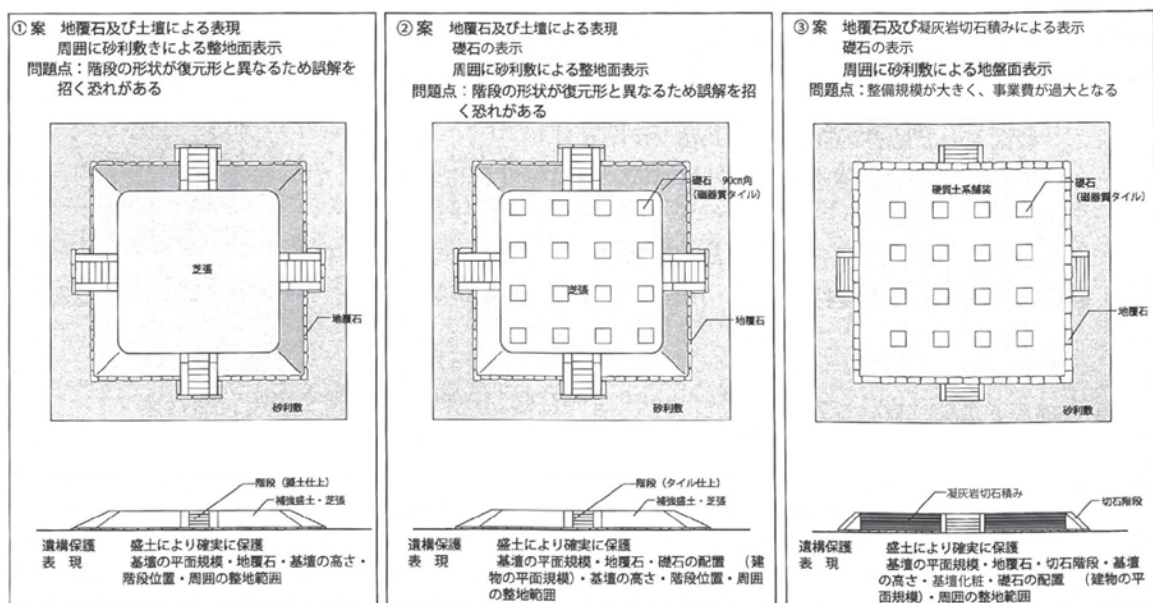 ①案 地覆石及び土壇による表現
周囲に砂利敷きによる整地面表示
問題点：階段の形状が復元形と異なるため誤解を
招く恐れがある
芝張
地覆石
砂利敷
階段（擬土仕上）
補強盛土・芝張
遺構保護 盛土により確実に保護
表 現 基壇の平面規模・地覆石・基壇の高さ・
階段位置・周囲の整地範囲
②案 地覆石及び土壇による表現
礎石の表示
周囲に砂利敷による整地面表示
問題点：階段の形状が復元形と異なるため誤解を招
く恐れがある
礎石 90㎝角
（磁器質タイル）
芝張
地覆石
砂利敷
階段（タイル仕上）
補強盛土・芝張
遺構保護 盛土により確実に保護
表 現 基壇の平面規模・地覆石・礎石の配置 （建
物の平面規模）・基壇の高さ・階段位置・周囲
の整地範囲
③案 地覆石及び凝灰岩切石積みによる表示
礎石の表示
周囲に砂利敷による地盤面表示
問題点：整備規模が大きく、事業費が過大となる
硬質土系舗装
礎石
（磁器質タイル）
地覆石
砂利敷
凝灰岩切石積み
切石階段
遺構保護 盛土により確実に保護
表 現 基壇の平面規模・地覆石・切石階段・基壇
の高さ・基壇化粧・礎石の配置 （建物の平
面規模）・周囲の整地範囲